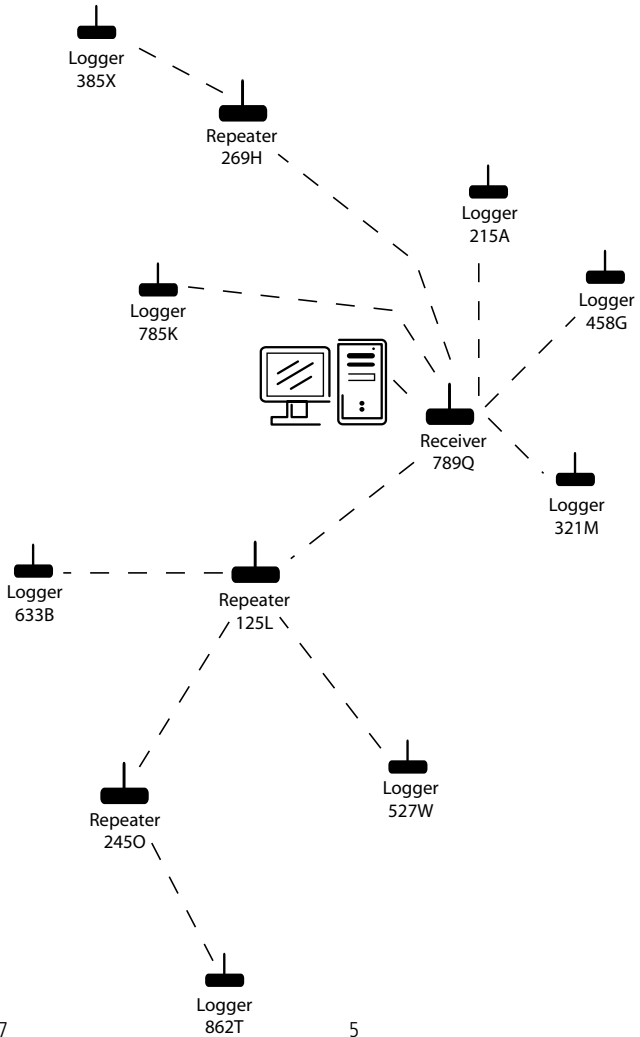 Logger
385X
Repeater
269H
Logger
215A
Logger
458G
Logger
785K
Receiver
789Q
Logger
321M
Logger
633B
Repeater
125L
Logger
527W
Repeater
245O
Logger
862T
7
5